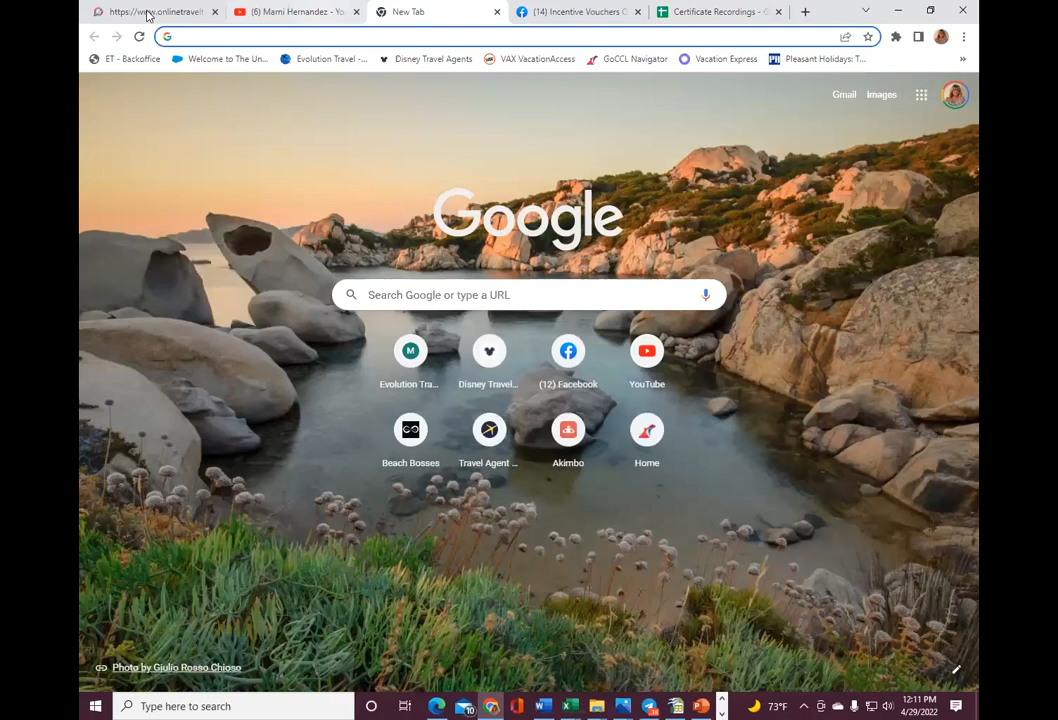 https://www.onlinetravelt
(6) Marni Hernandez - Yo
New Tab
(14) Incentive Vouchers C
Certificate Recordings - G
ET - Backoffice
Welcome to The Un...
Evolution Travel -...
Disney Travel Agents
VAX VacationAccess
GoCCL Navigator
Vacation Express
Pleasant Holidays: T...
Gmail
Images
Google
Search Google or type a URL
M
Evolution Tra...
Disney Travel...
(12) Facebook
YouTube
Beach Bosses
Travel Agent ...
Akimbo
Home
Photo by Giulio Rosso Chioso
Type here to search
10
73°F
12:11 PM
4/29/2022